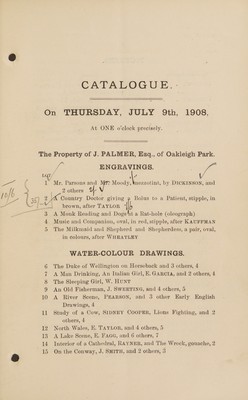 CATALOGUE.
On THURSDAY, JULY 9th, 1908.
At ONE o'clock precisely.
The Property of J. PALMER, Esq., of Oakleigh Park.
ENGRAVINGS.
1 Mr. Parsons and Mr. Moody, mezzotint, by DICKINSON, and
2 others
2 A Country Doctor giving a Bolus to a Patient, stipple, in
brown, after TAYLOR
3 A Monk Reading and Dogs at a Rat-hole (oleograph)
4 Music and Companion, oval, in red, stipple, after KAUFFMAN
5 The Milkmaid and Shepherd and Shepherdess, a pair, oval,
in colours, after WHEATLEY
WATER-COLOUR DRAWINGS.
6 The Duke of Wellington on Horseback and 3 others, 4
7 A Man Drinking, An Italian Girl, E. GARCIA, and 2 others, 4
8 The Sleeping Girl, W. HUNT
9 An Old Fisherman, J. SWEETING, and 4 others, 5
10 A River Scene, PEARSON, and 3 other Early English
Drawings, 4
11 Study of a Cow, SIDNEY COOPER, Lions Fighting, and 2
others, 4
12 North Wales, E. TAYLOR, and 4 others, 5
13 A Lake Scene, E. FAGG, and 6 others, 7
14 Interior of a Cathedral, RAYNER, and The Wreck, gouache, 2
15 On the Conway, J. SMITH, and 2 others, 3